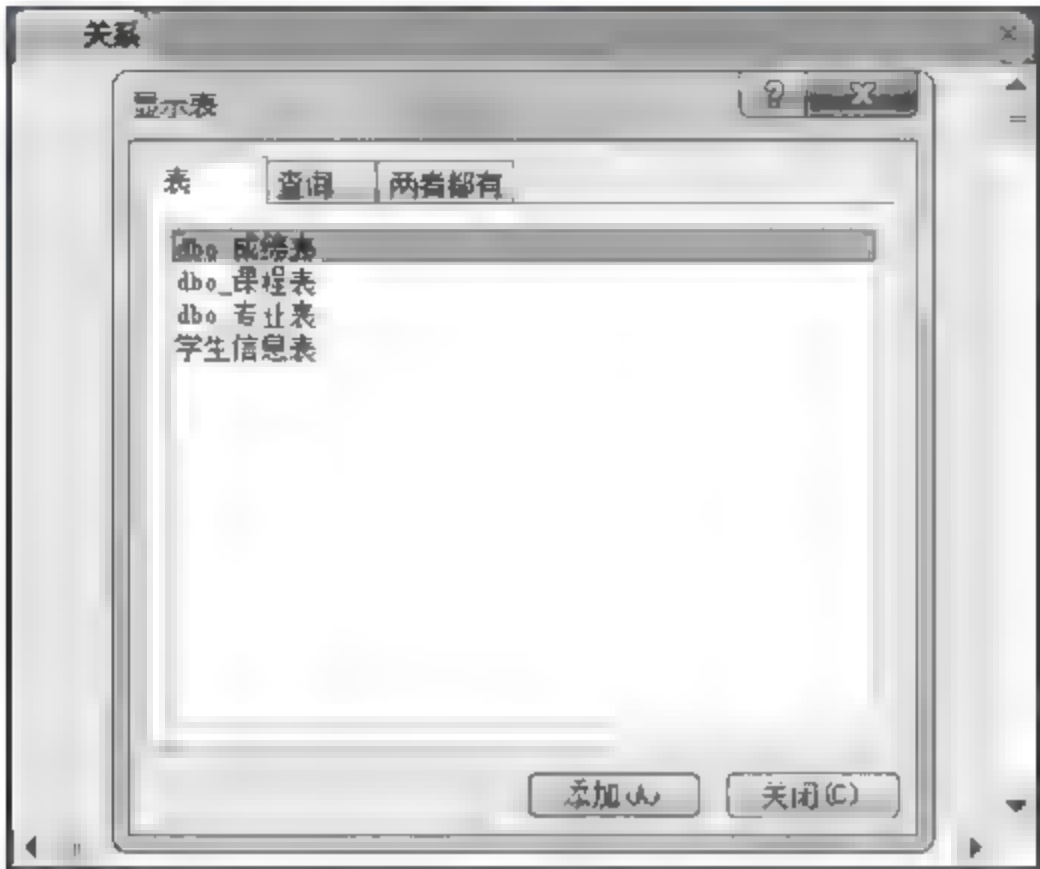 关系
显示表
表 查询 两者都有
dbo_成绩表
dbo_课程表
dbo_专业表
学生信息表
添加(A) 关闭(C)